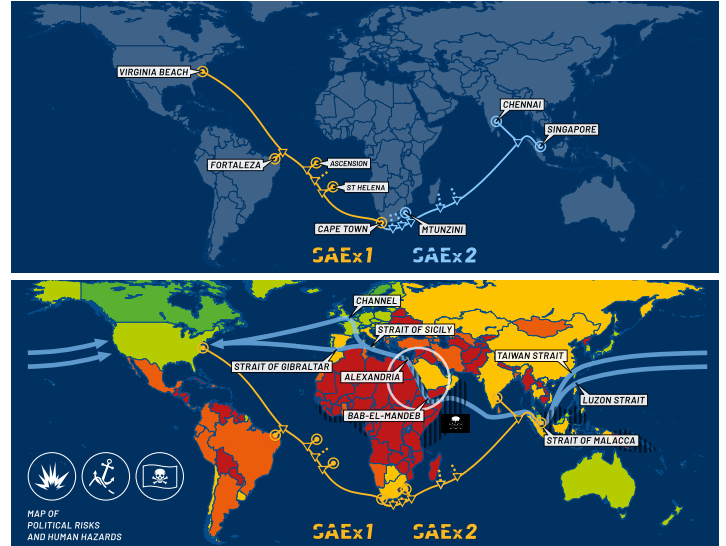 VIRGINIA BEACH
CHENNAI
SINGAPORE
FORTALEZA
ASCENSION
ST HELENA
CAPE TOWN
MTUNZINI
SAEx1
SAEx2
CHANNEL
STRAIT OF SICILY
TAIWAN STRAIT
STRAIT OF GIBRALTAR
ALEXANDRIA
LUZON STRAIT
BAB-EL-MANDEB
STRAIT OF MALACCA
MAP OF
POLITICAL RISKS
AND HUMAN HAZARDS
SAEx1
SAEx2